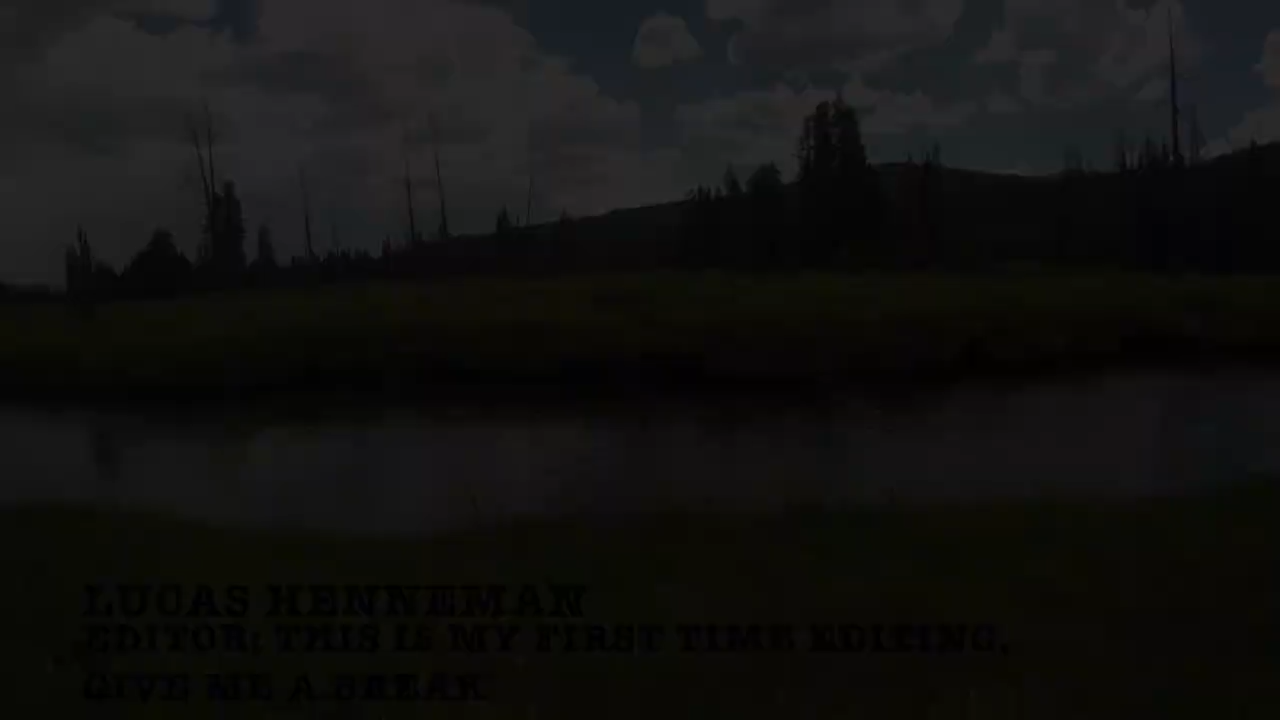 LUCAS HENNEMAN
EDITOR: THIS IS MY FIRST TIME EDITING,
GIVE ME A BREAK